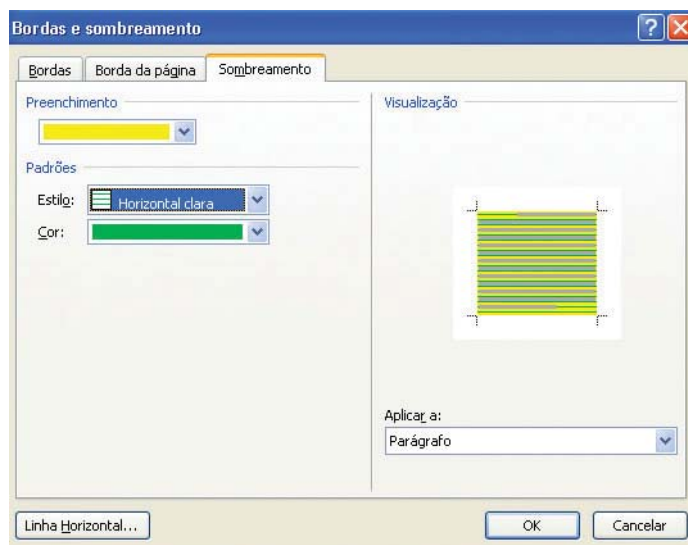 Bordas e sombreamento
Bordas
Borda da página
Sombreamento
Preenchimento
Padrões
Estilo:
Horizontal clara
Cor:
Visualização
Aplicar a:
Parágrafo
Linha Horizontal...
OK
Cancelar